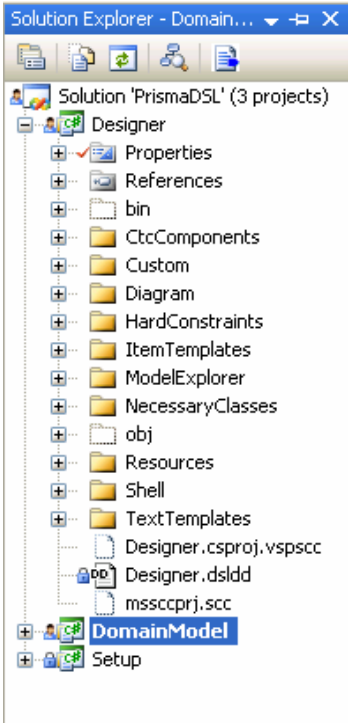 Solution Explorer - Domain...
Solution 'PrismaDSL' (3 projects)
Designer
Properties
References
bin
CtcComponents
Custom
Diagram
HardConstraints
ItemTemplates
ModelExplorer
NecessaryClasses
obj
Resources
Shell
TextTemplates
Designer.csproj.vspscc
Designer.dsldd
mssccprj.scc
DomainModel
Setup